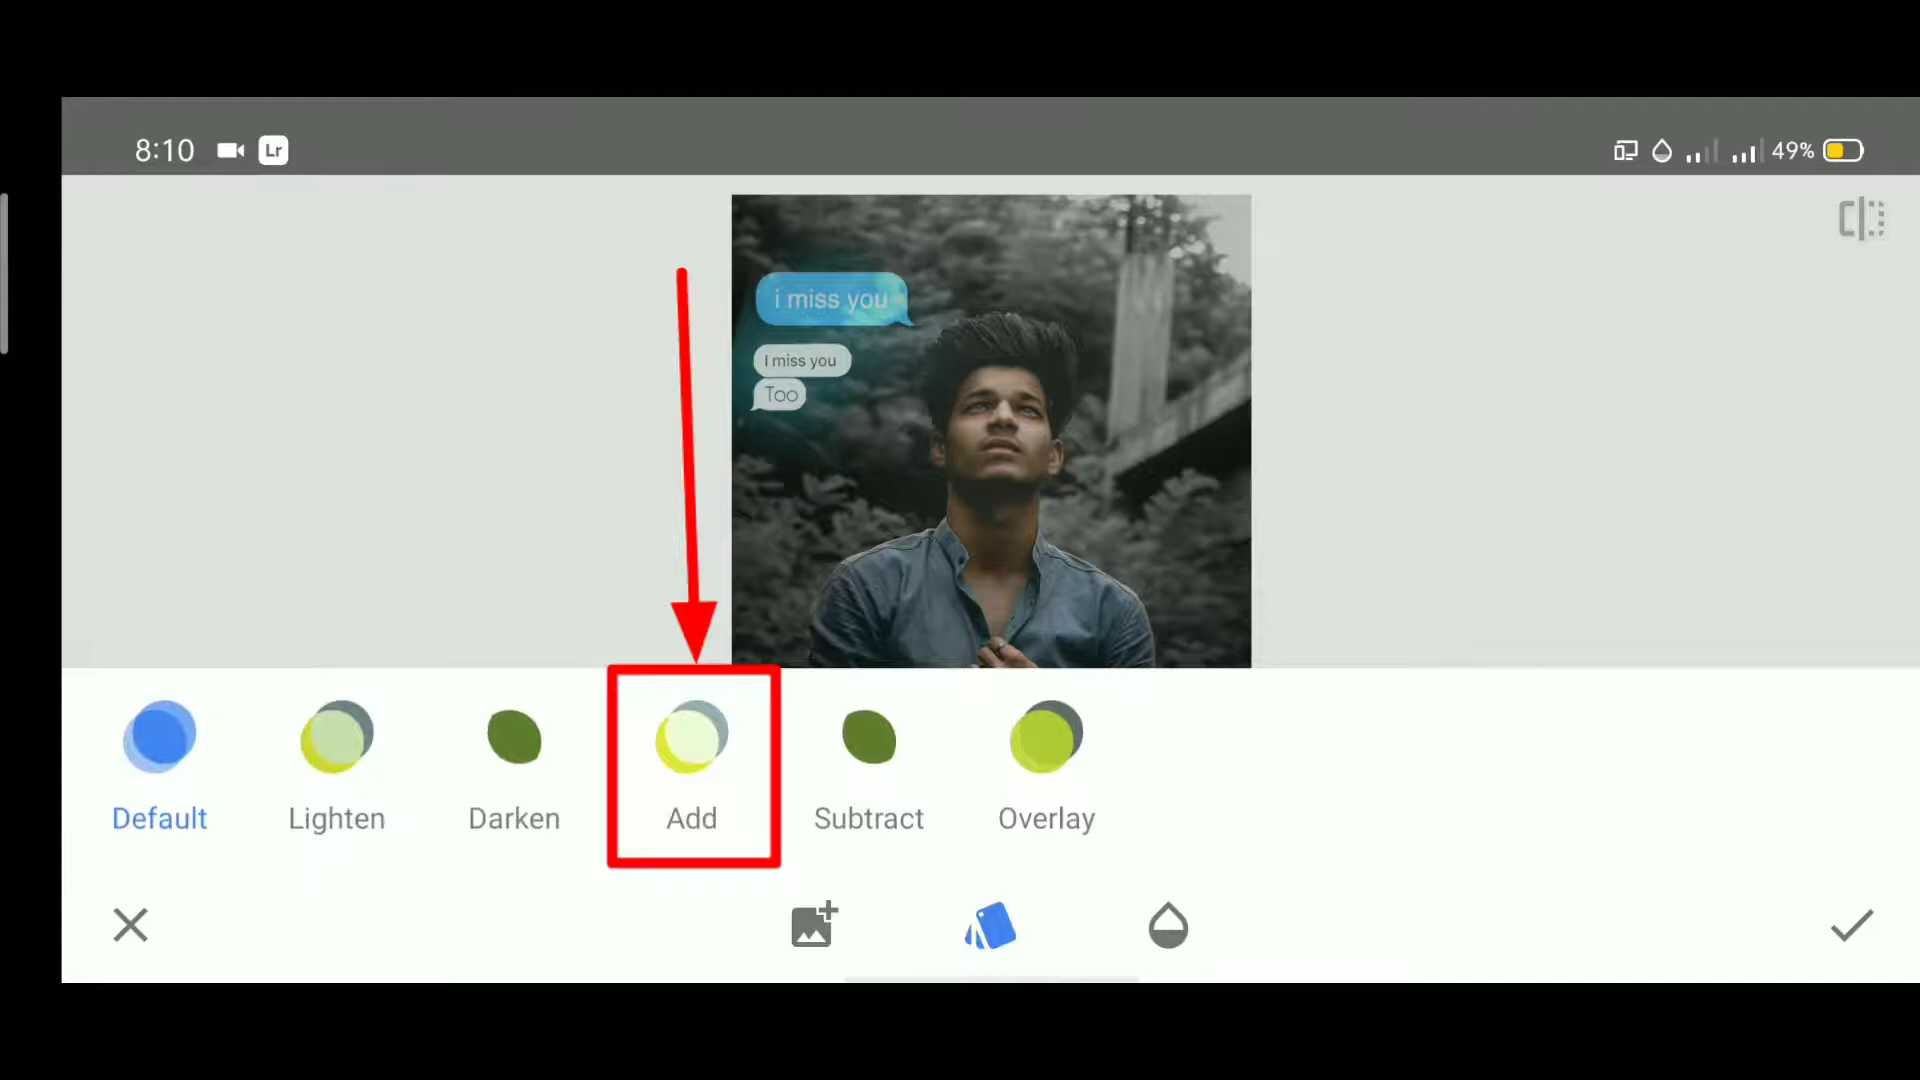 8:10 Lr 49%
i miss you
I miss you
Too
Default Lighten Darken Add Subtract Overlay